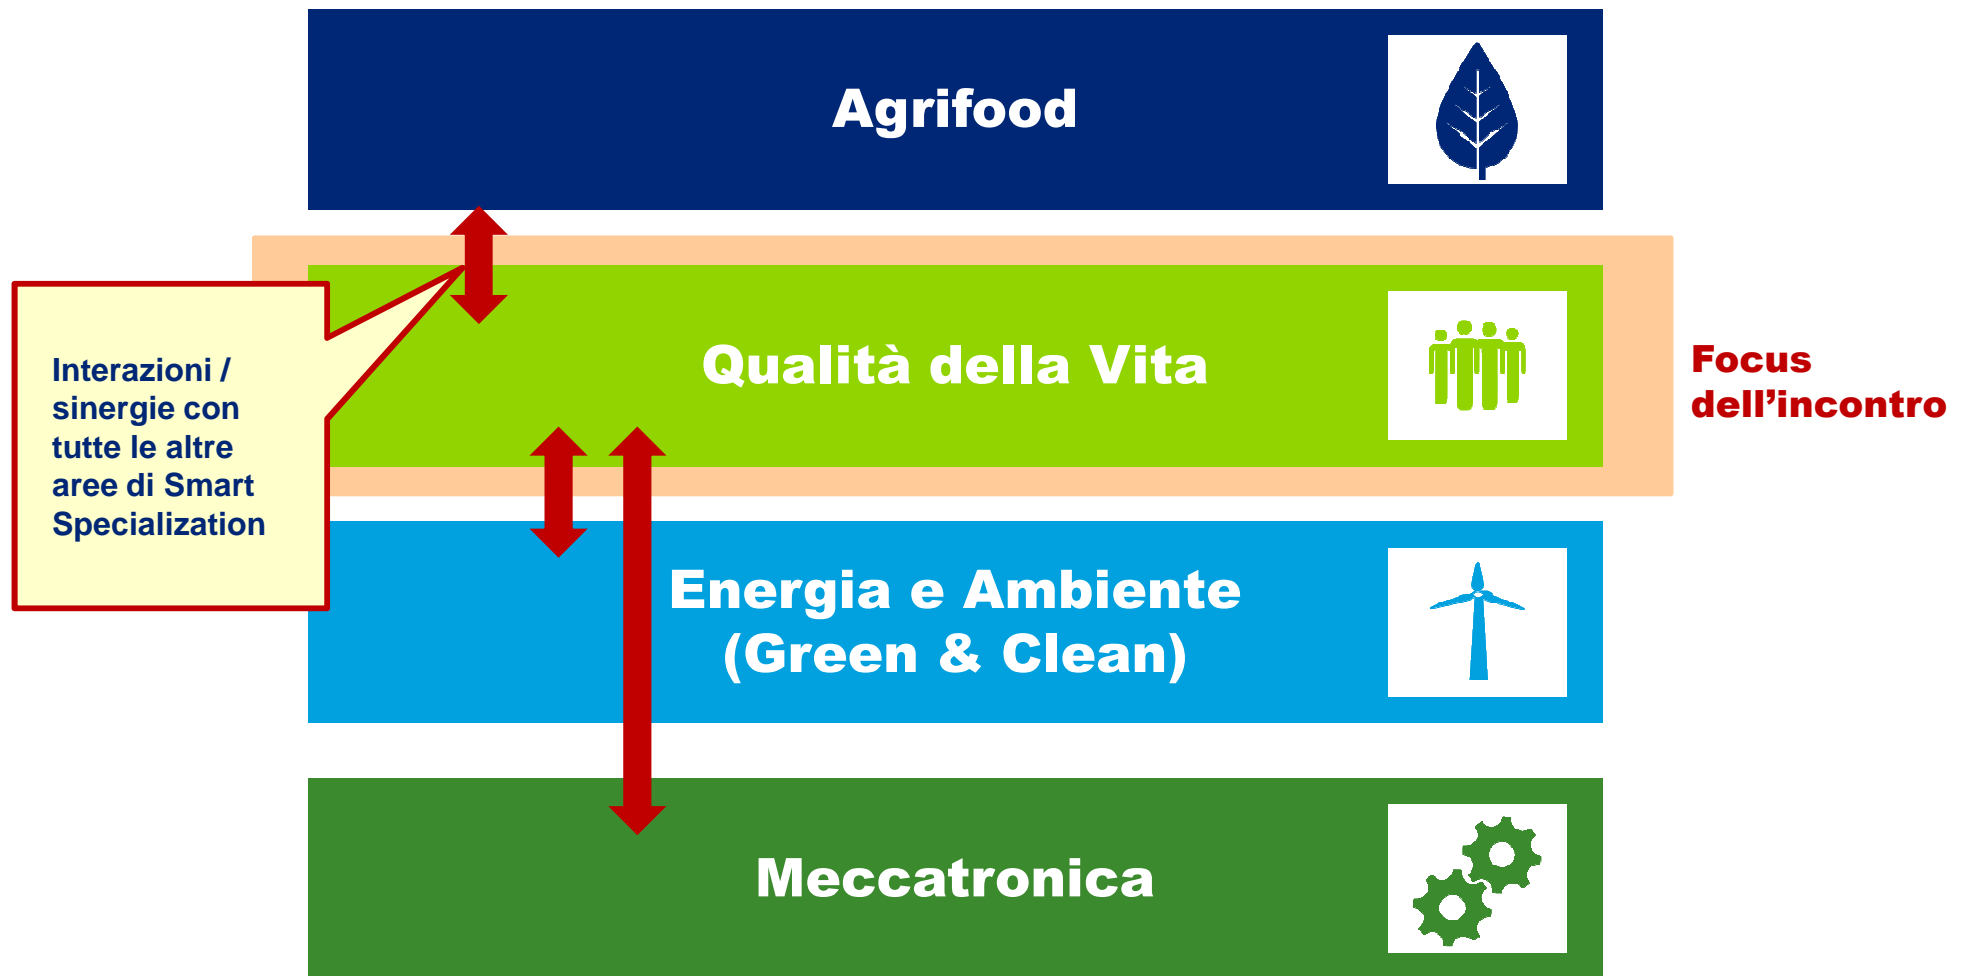 Agrifood
Interazioni /
sinergie con
tutte le altre
aree di Smart
Specialization
Qualità della Vita
Focus
dell’incontro
Energia e Ambiente
(Green & Clean)
Meccatronica